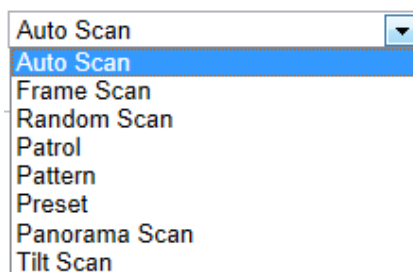 Auto Scan
Auto Scan
Frame Scan
Random Scan
Patrol
Pattern
Preset
Panorama Scan
Tilt Scan